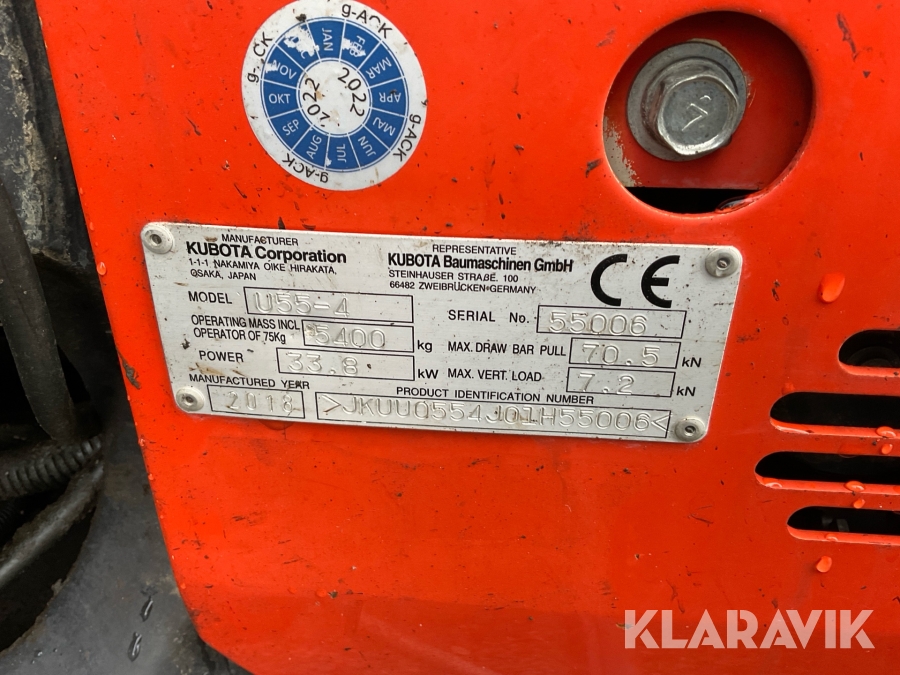 g-ACK
g-ACK
g-ACK
g-ACK
JAN
FEB
MAR
APR
MAJ
JUN
JUL
AUG
SEP
OKT
NOV
2022
MANUFACTURER
KUBOTA Corporation
1-1-1 NAKAMIYA OIKE HIRAKATA,
OSAKA, JAPAN
REPRESENTATIVE
KUBOTA Baumaschinen GmbH
STEINHAUSER STRAßE. 100
66482 ZWEIBRÜCKEN•GERMANY
CE
MODEL U55-4
SERIAL No. 55006
OPERATING MASS INCL
OPERATOR OF 75Kg 5400 kg
MAX. DRAW BAR PULL 70.5 kN
POWER 33.8 kW
MAX. VERT. LOAD 7.2 kN
MANUFACTURED YEAR
2018
PRODUCT IDENTIFICATION NUMBER
>JKUU0554J01H55006<
KLARAVIK